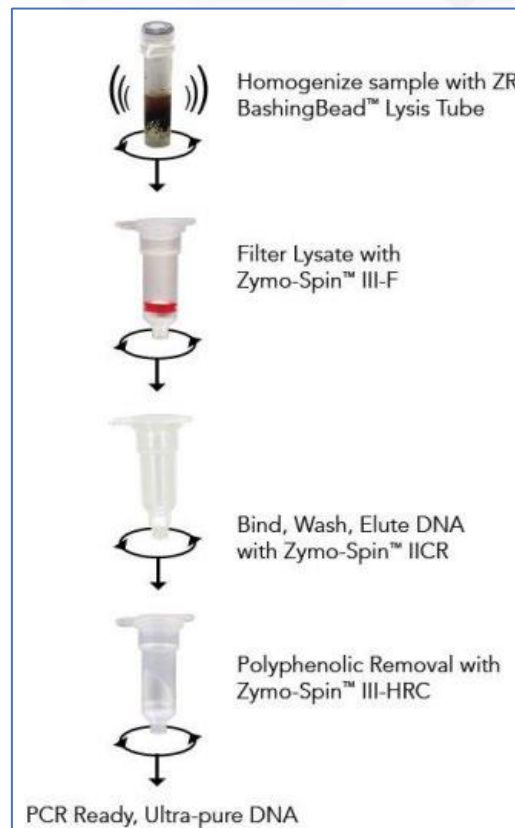 Homogenize sample with ZR
BashingBead™ Lysis Tube
Filter Lysate with
Zymo-Spin™ III-F
Bind, Wash, Elute DNA
with Zymo-Spin™ IICR
Polyphenolic Removal with
Zymo-Spin™ III-HRC
PCR Ready, Ultra-pure DNA